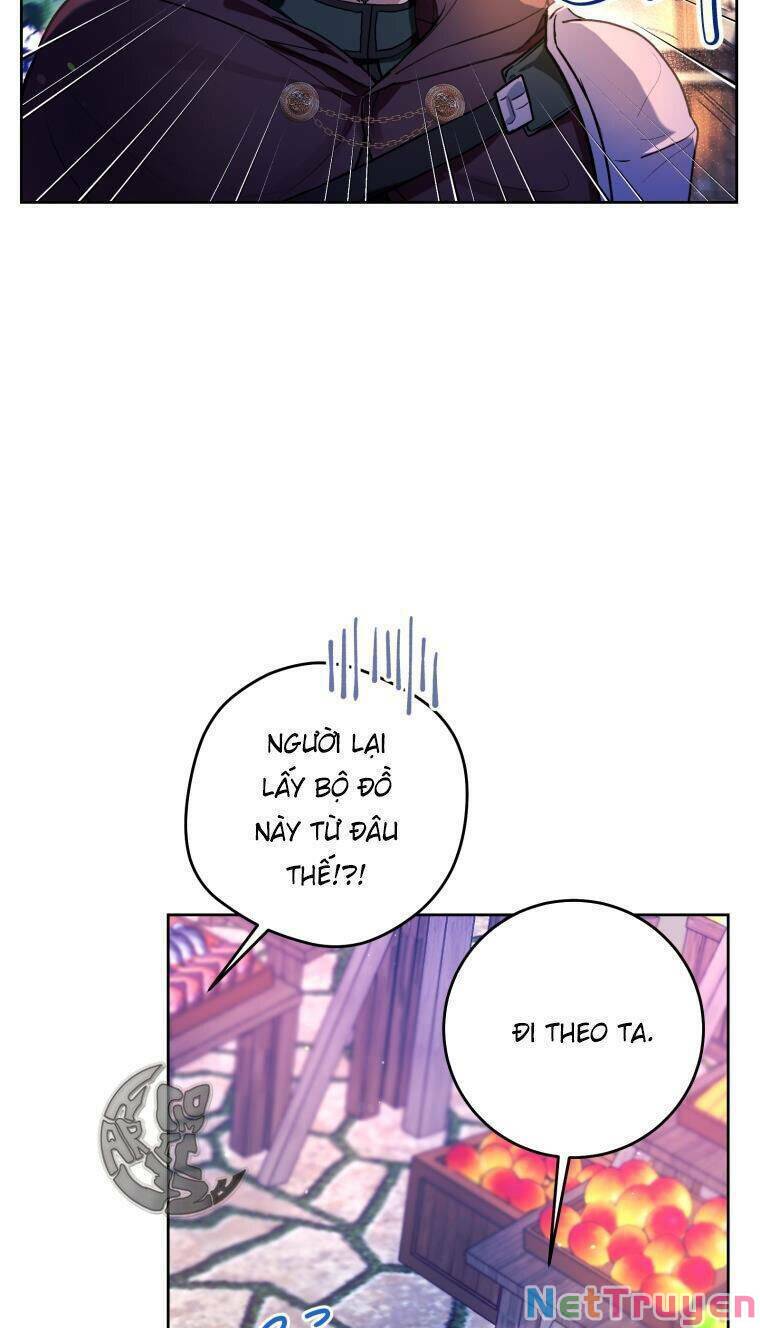 NGƯỜI LẠI
LẤY BỘ ĐỒ
NÀY TỪ ĐÂU
THẾ!?!
ĐI THEO TA.
NetTruyen